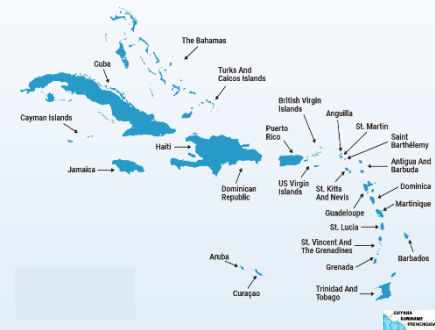 The Bahamas
Cuba
Turks And
Caicos Islands
Cayman Islands
British Virgin
Islands
Anguilla
St. Martin
Puerto
Rico
Saint
Barthélemy
Haiti
Jamaica
Antigua And
Barbuda
Dominican
Republic
US Virgin
Islands
St. Kitts
And Nevis
Dominica
Guadeloupe
Martinique
St. Lucia
St. Vincent And
The Grenadines
Barbados
Aruba
Grenada
Curaçao
Trinidad And
Tobago
GUYANA
SURINAME
FRENCHGUIA